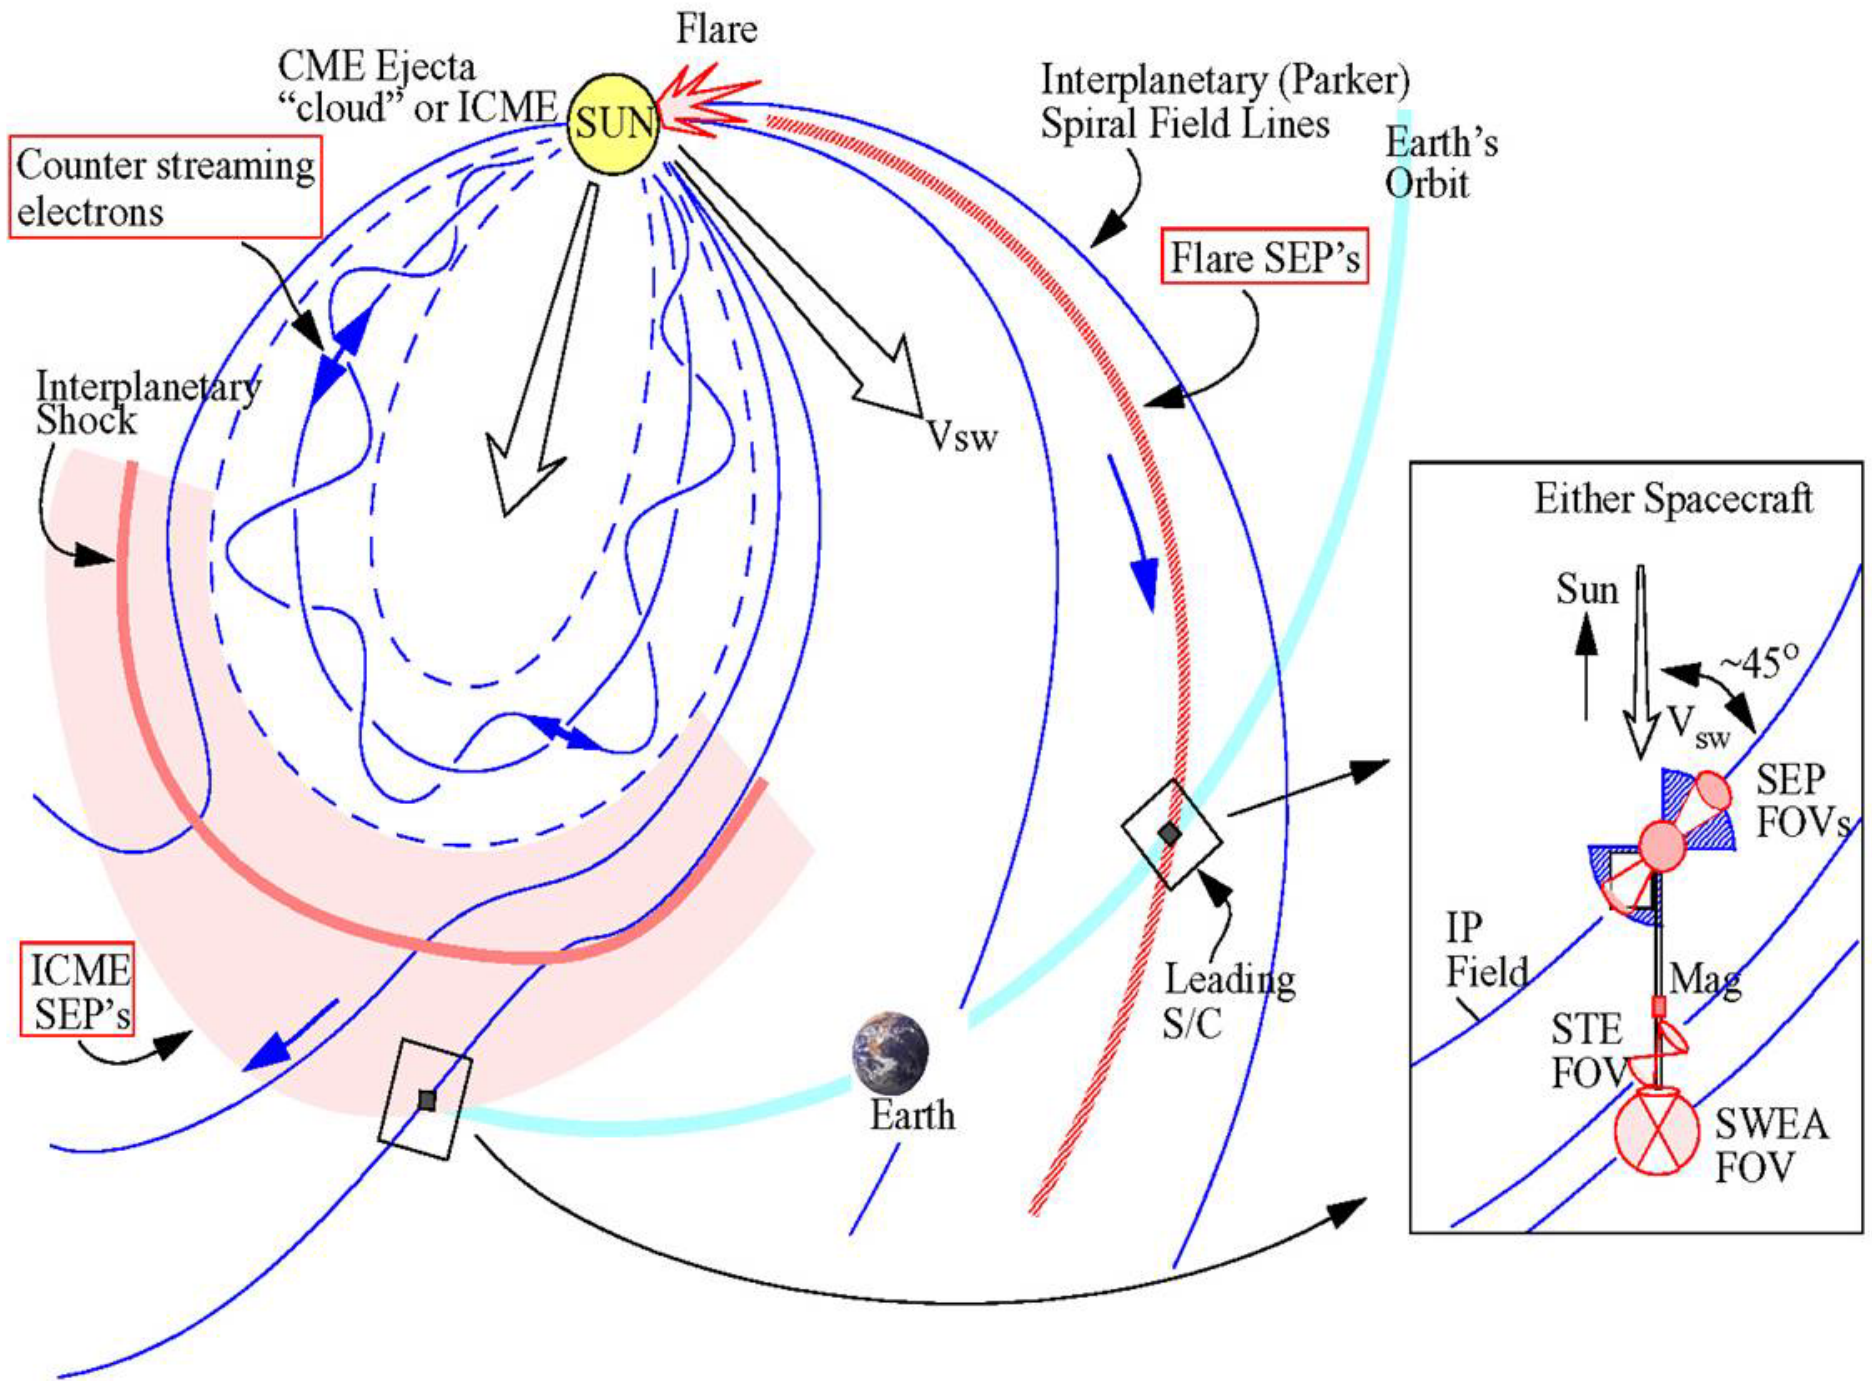 Flare
CME Ejecta
“cloud” or ICME
SUN
Interplanetary (Parker)
Spiral Field Lines
Earth’s
Orbit
Counter streaming
electrons
Flare SEP’s
Interplanetary
Shock
Vsw
Either Spacecraft
Sun
~45°
Vsw
SEP
FOVs
IP
Field
Mag
STE
FOV
SWEA
FOV
ICME
SEP’s
Leading
S/C
Earth